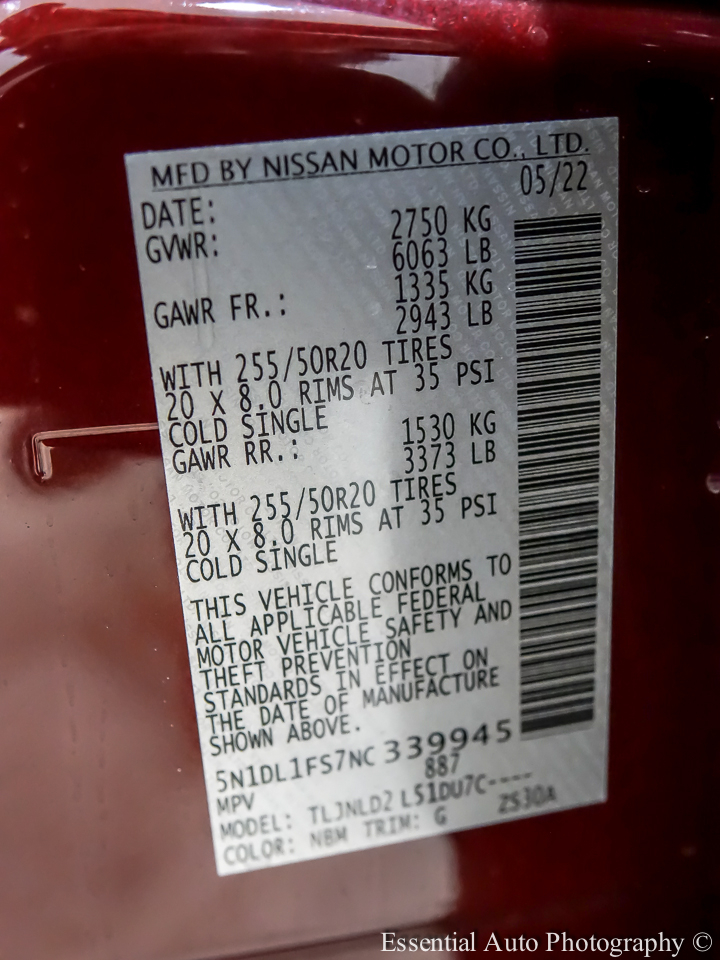 MFD BY NISSAN MOTOR CO., LTD.
DATE: 05/22
GVWR: 2750 KG
6063 LB
GAWR FR.: 1335 KG
2943 LB
WITH 255/50R20 TIRES
20 X 8.0 RIMS AT 35 PSI
COLD SINGLE
GAWR RR.: 1530 KG
3373 LB
WITH 255/50R20 TIRES
20 X 8.0 RIMS AT 35 PSI
COLD SINGLE
THIS VEHICLE CONFORMS TO
ALL APPLICABLE FEDERAL
MOTOR VEHICLE SAFETY AND
THEFT PREVENTION
STANDARDS IN EFFECT ON
THE DATE OF MANUFACTURE
SHOWN ABOVE.
5N1DL1FS7NC 339945
MPV 887
MODEL: TLJNLD2 L51DU7C----
COLOR: NBM TRIM: G ZS30A
Essential Auto Photography ©